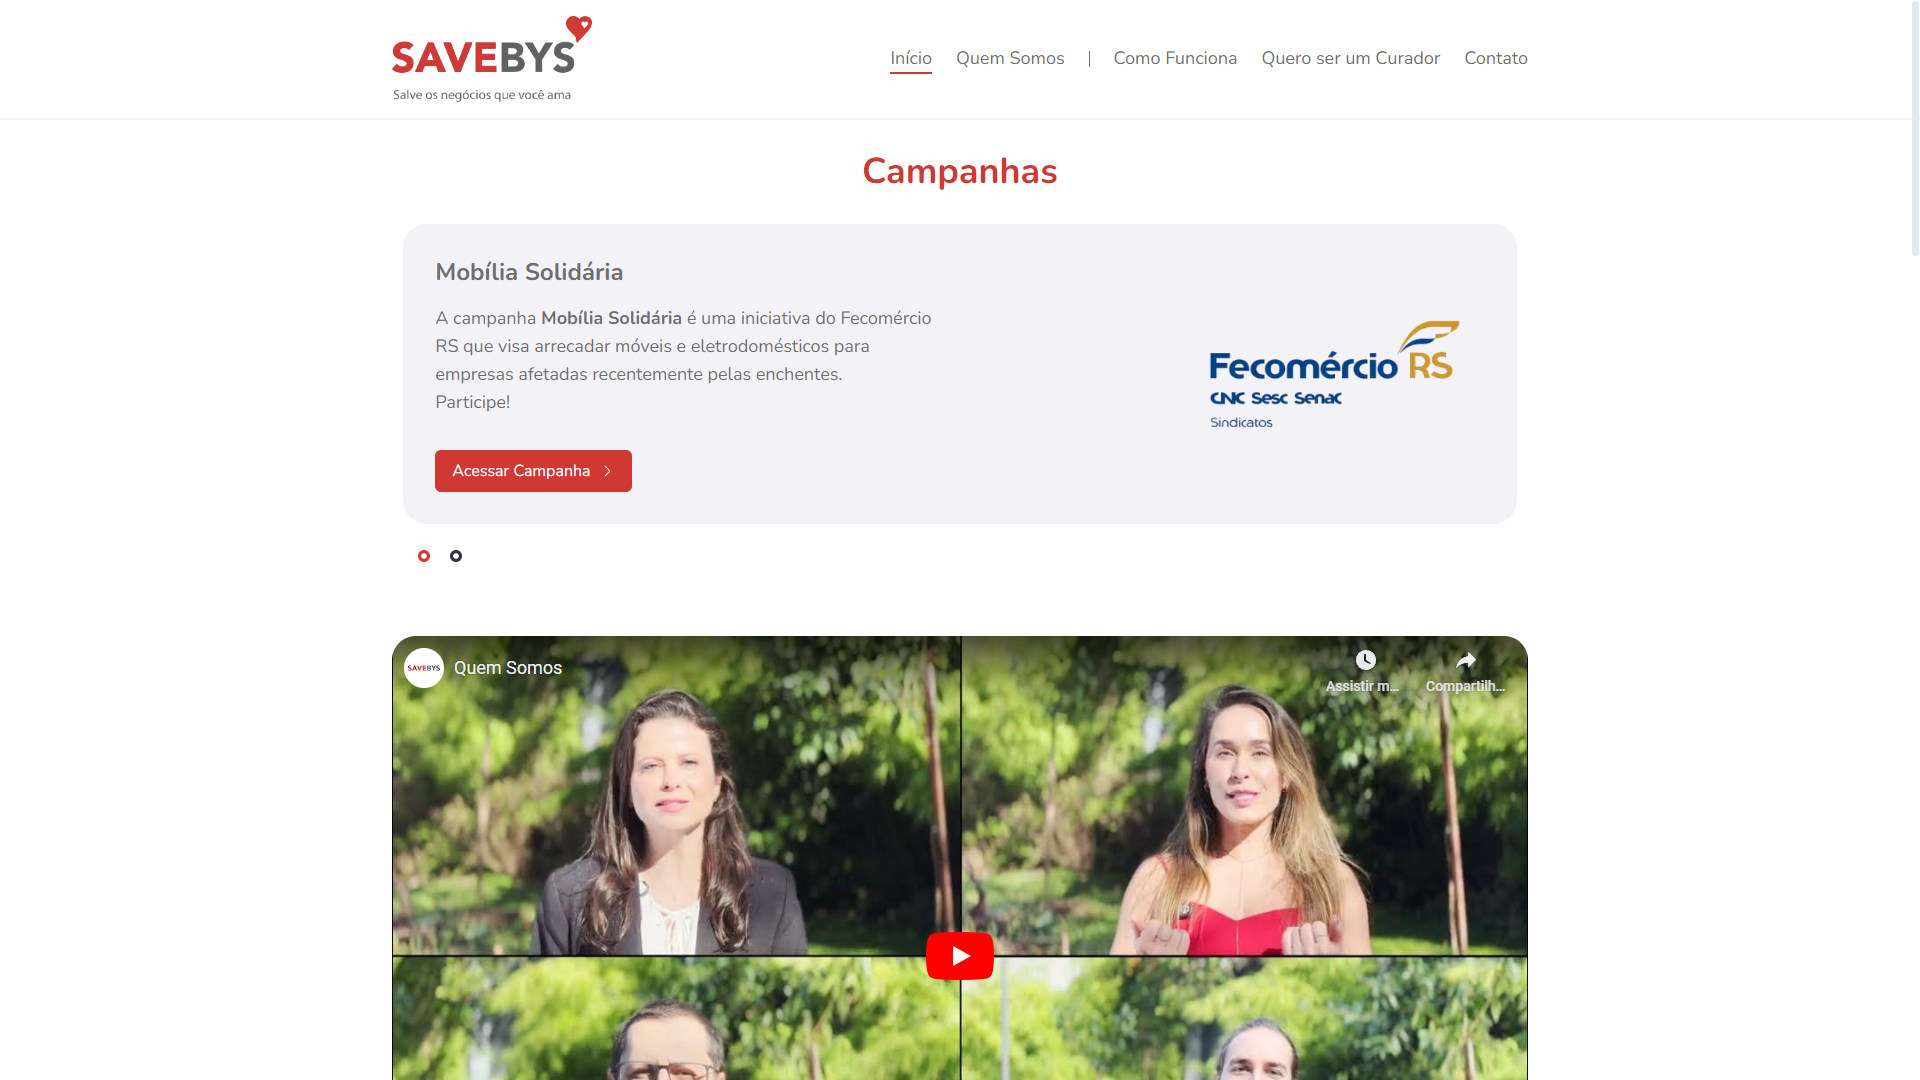 SAVEBYS
Salve os negócios que você ama
Início Quem Somos | Como Funciona Quero ser um Curador Contato
Campanhas
Mobília Solidária
A campanha Mobília Solidária é uma iniciativa do Fecomércio
RS que visa arrecadar móveis e eletrodomésticos para
empresas afetadas recentemente pelas enchentes.
Participe!
Acessar Campanha
Fecomércio RS
CNC Sesc Senac
Sindicatos
SAVEBYS
Quem Somos
Assistir m...
Compartilh...